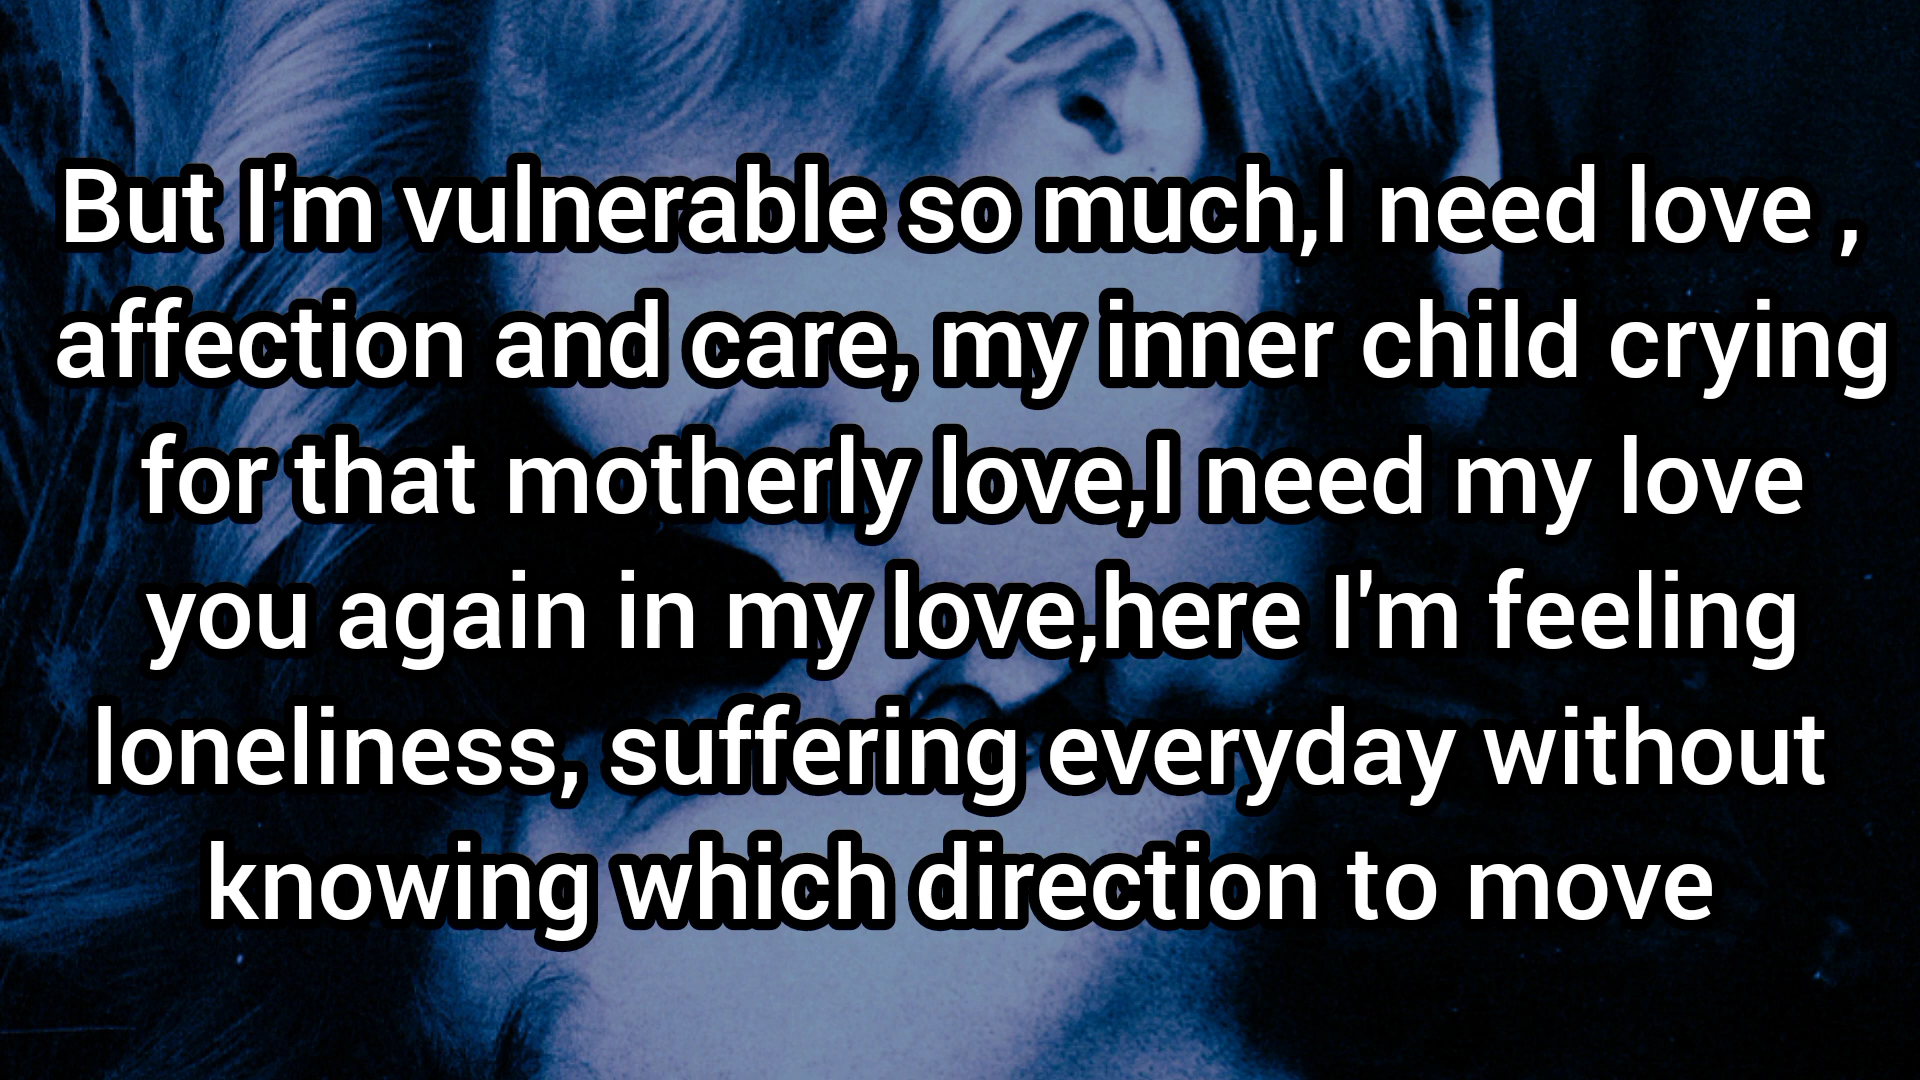 But I'm vulnerable so much,I need love ,
affection and care, my inner child crying
for that motherly love,I need my love
you again in my love,here I'm feeling
loneliness, suffering everyday without
knowing which direction to move